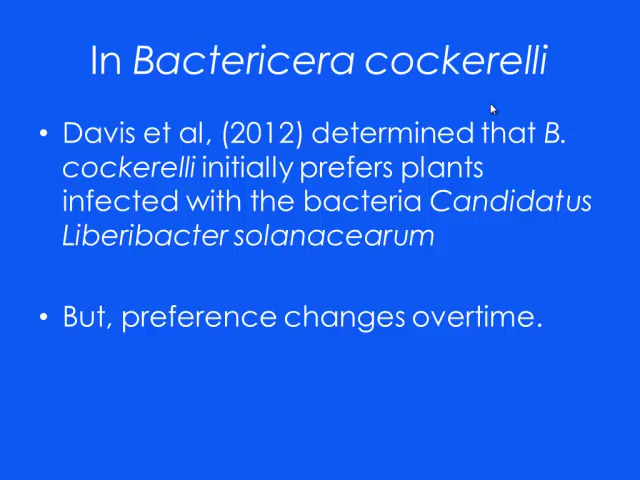 In Bactericera cockerelli
• Davis et al, (2012) determined that B.
cockerelli initially prefers plants
infected with the bacteria Candidatus
Liberibacter solanacearum
• But, preference changes overtime.